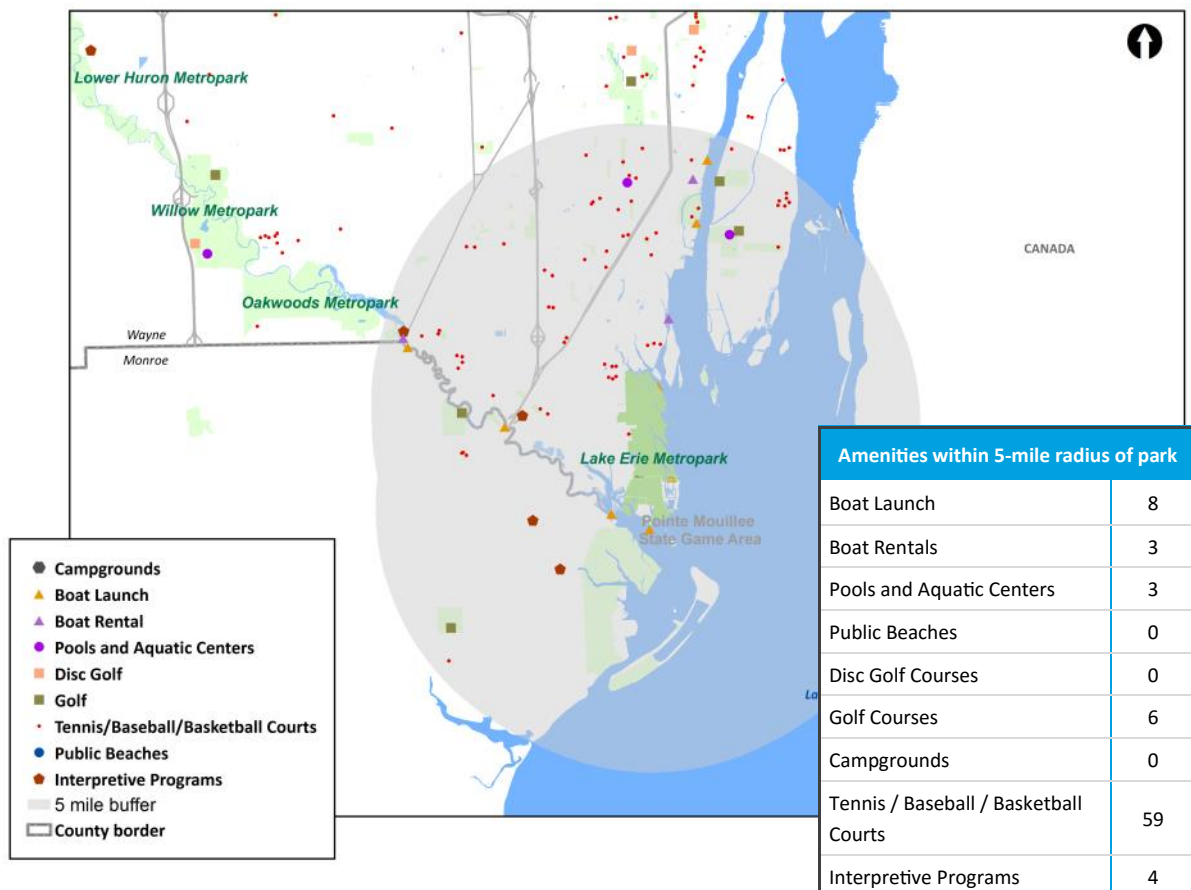 Lower Huron Metropark
Willow Metropark
CANADA
Oakwoods Metropark
Wayne
Monroe
Lake Erie Metropark
Pointe Mouillee
State Game Area
La
Campgrounds
Boat Launch
Boat Rental
Pools and Aquatic Centers
Disc Golf
Golf
Tennis/Baseball/Basketball Courts
Public Beaches
Interpretive Programs
5 mile buffer
County border
Amenities within 5-mile radius of park
Boat Launch 8
Boat Rentals 3
Pools and Aquatic Centers 3
Public Beaches 0
Disc Golf Courses 0
Golf Courses 6
Campgrounds 0
Tennis / Baseball / Basketball
Courts 59
Interpretive Programs 4